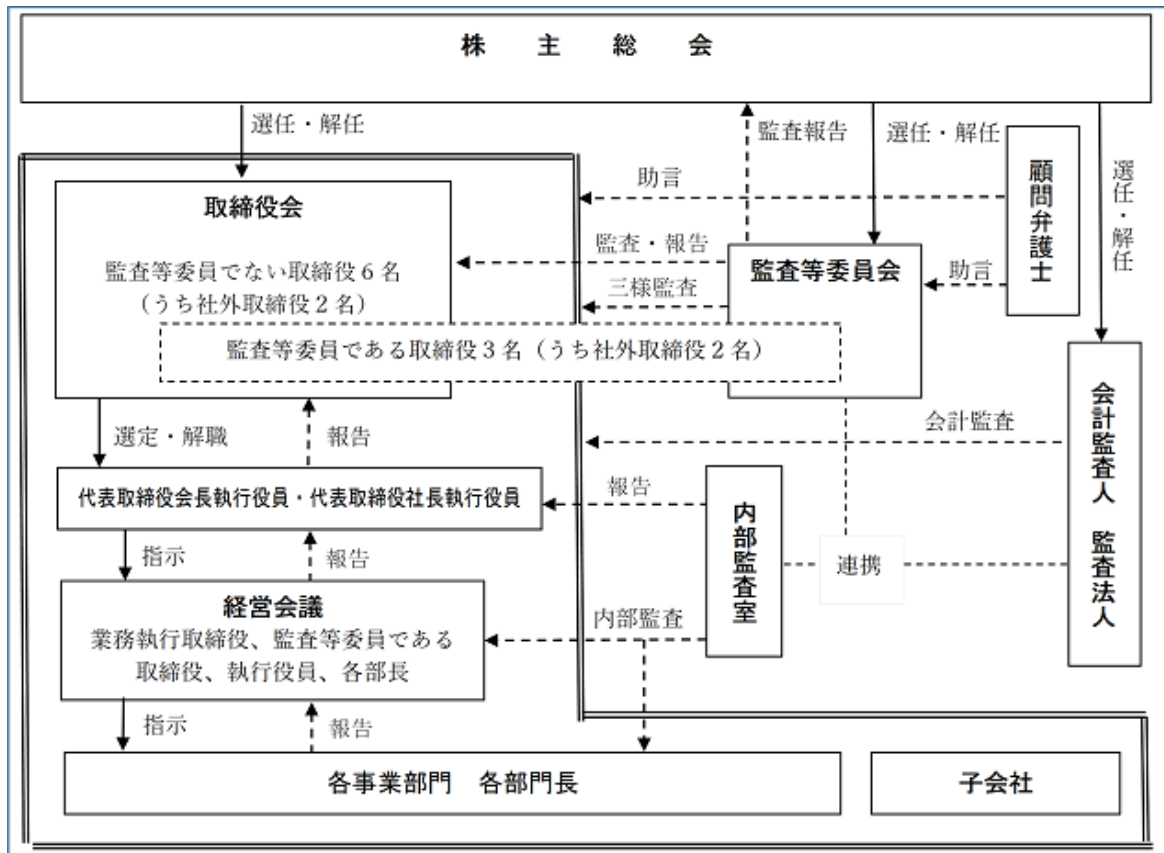 株 主 総 会
選任・解任
監査報告
選任・解任
選任・解任
顧問弁護士
助言
取締役会
監査・報告
監査等委員会
助言
監査等委員でない取締役6名
(うち社外取締役2名)
三様監査
監査等委員である取締役3名(うち社外取締役2名)
会計監査人 監査法人
選定・解職
報告
会計監査
代表取締役会長執行役員・代表取締役社長執行役員
報告
内部監査室
指示
報告
連携
経営会議
業務執行取締役、監査等委員である
取締役、執行役員、各部長
内部監査
指示
報告
各事業部門 各部門長
子会社